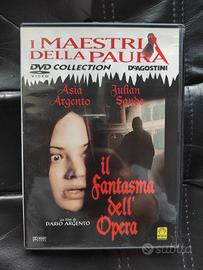 I MAESTRI
DELLA PAURA
DVD COLLECTION
DeAGOSTINI
VIDEO
Asia
Argento
Julian
Sands
il
Fantasma
dell'
Opera
un film di DARIO ARGENTO
subito